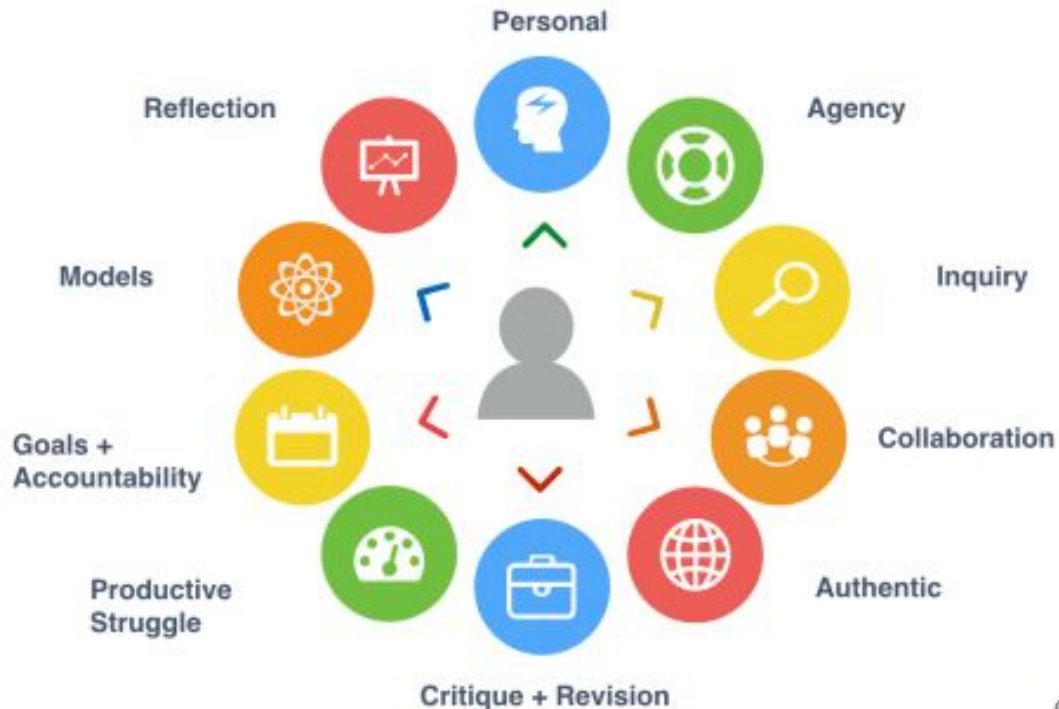 Personal
Agency
Inquiry
Collaboration
Authentic
Critique + Revision
Productive
Struggle
Goals +
Accountability
Models
Reflection